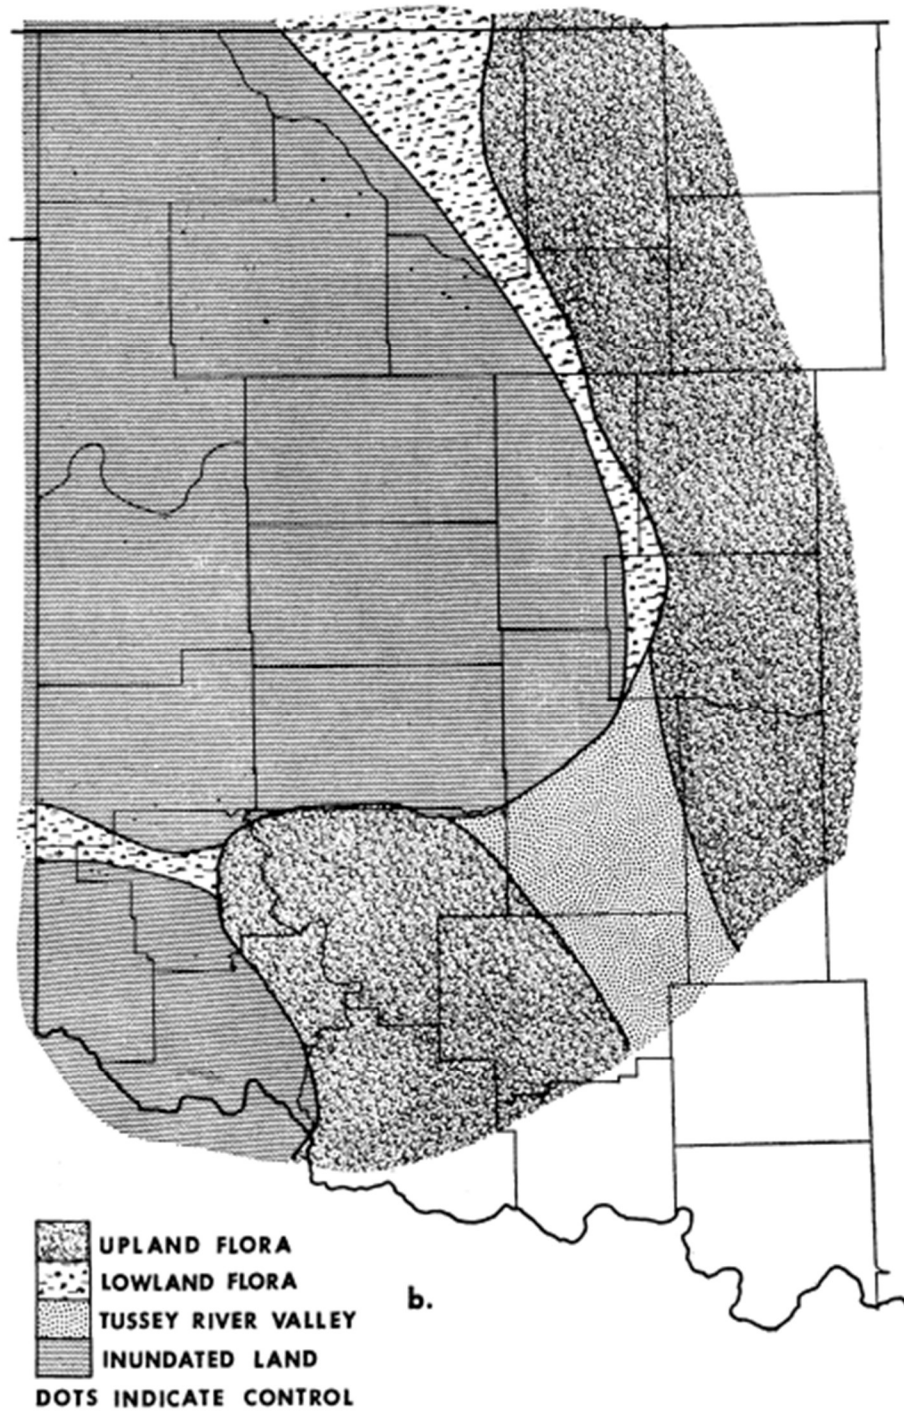 UPLAND FLORA
LOWLAND FLORA
TUSSEY RIVER VALLEY
INUNDATED LAND
DOTS INDICATE CONTROL
b.